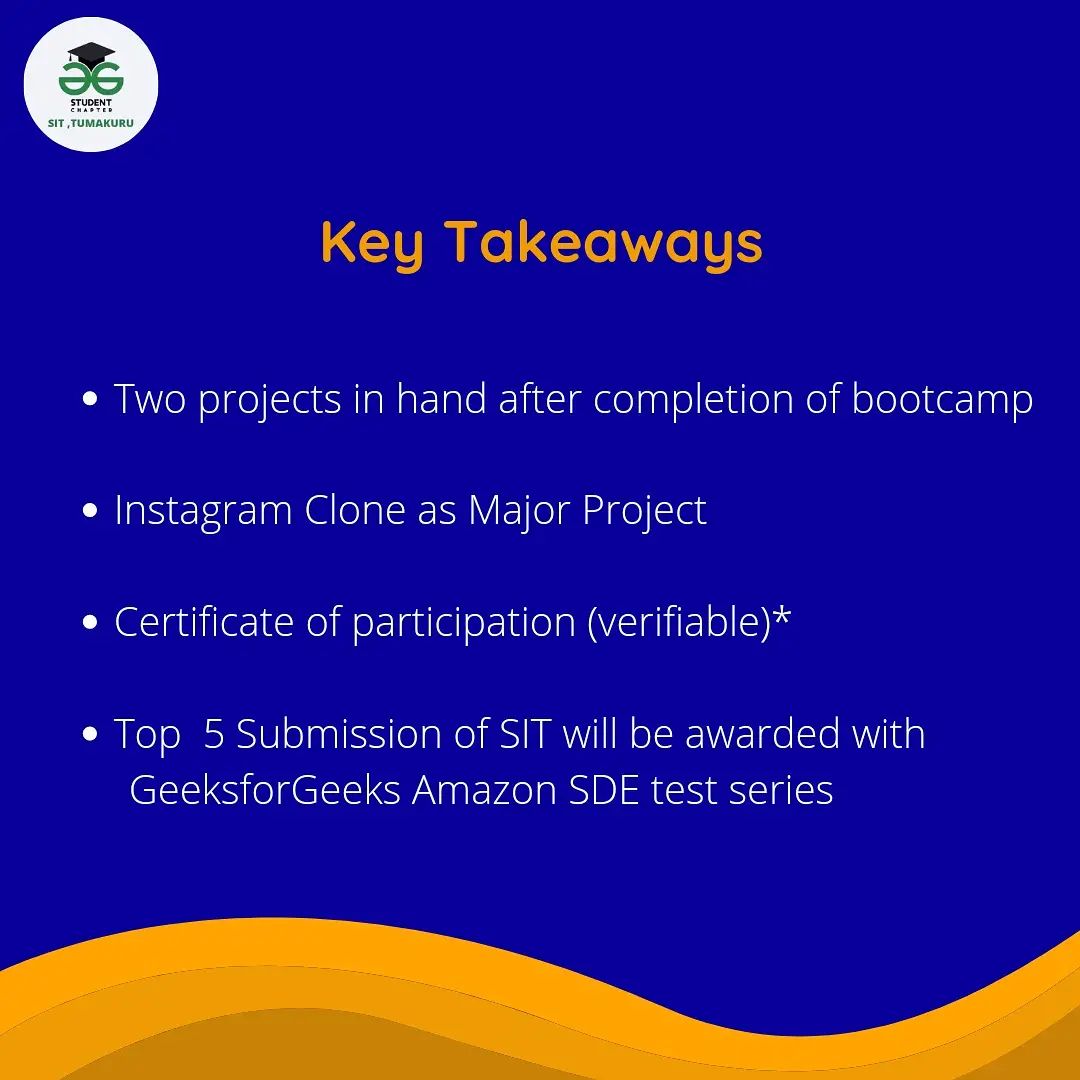 STUDENT
CHAPTER
SIT ,TUMAKURU
Key Takeaways
• Two projects in hand after completion of bootcamp
• Instagram Clone as Major Project
• Certificate of participation (verifiable)*
• Top  5 Submission of SIT will be awarded with
GeeksforGeeks Amazon SDE test series